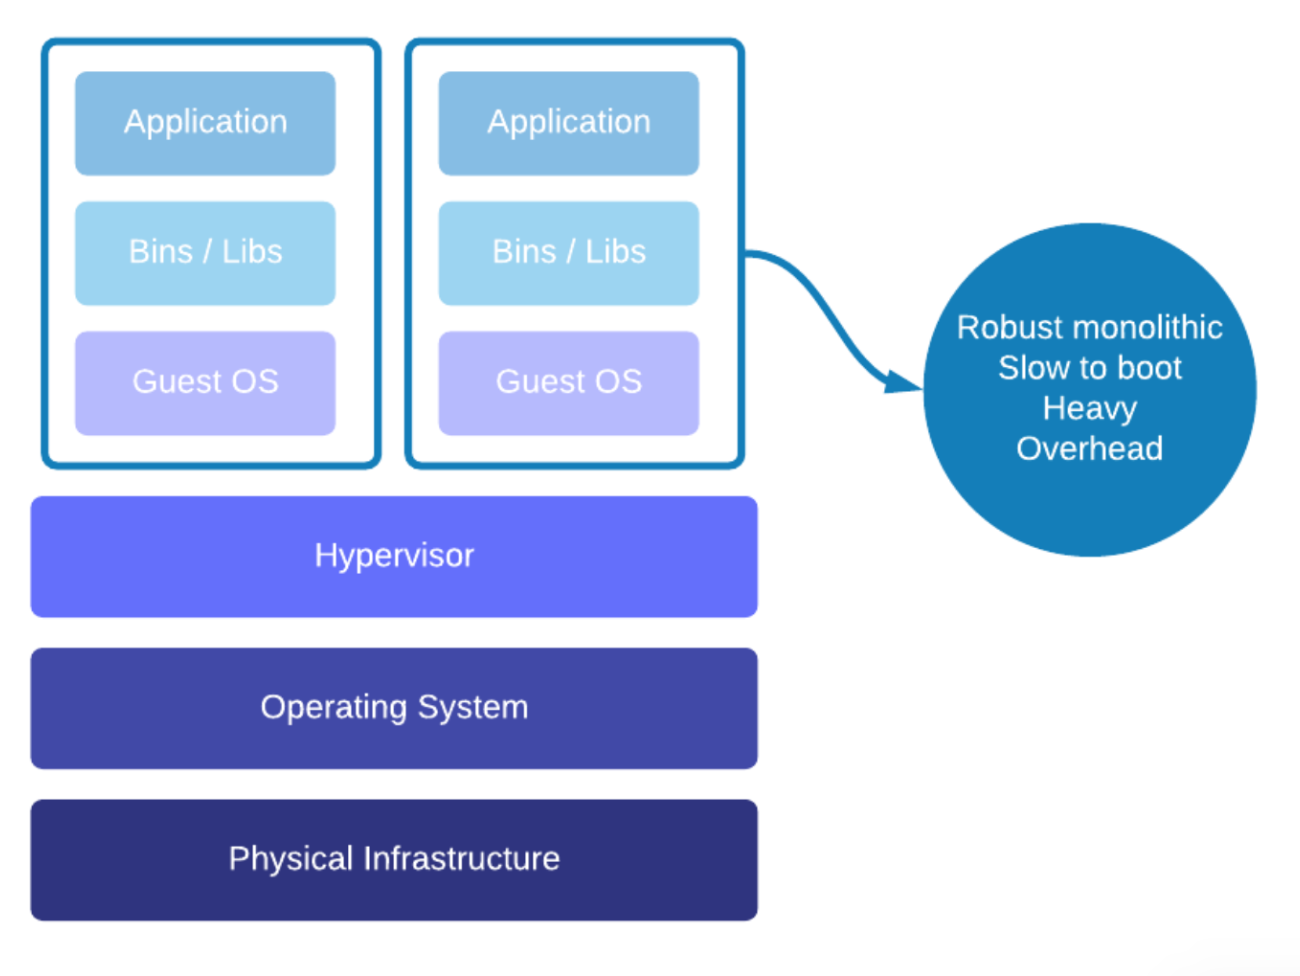 Application
Bins / Libs
Guest OS
Application
Bins / Libs
Guest OS
Robust monolithic
Slow to boot
Heavy
Overhead
Hypervisor
Operating System
Physical Infrastructure